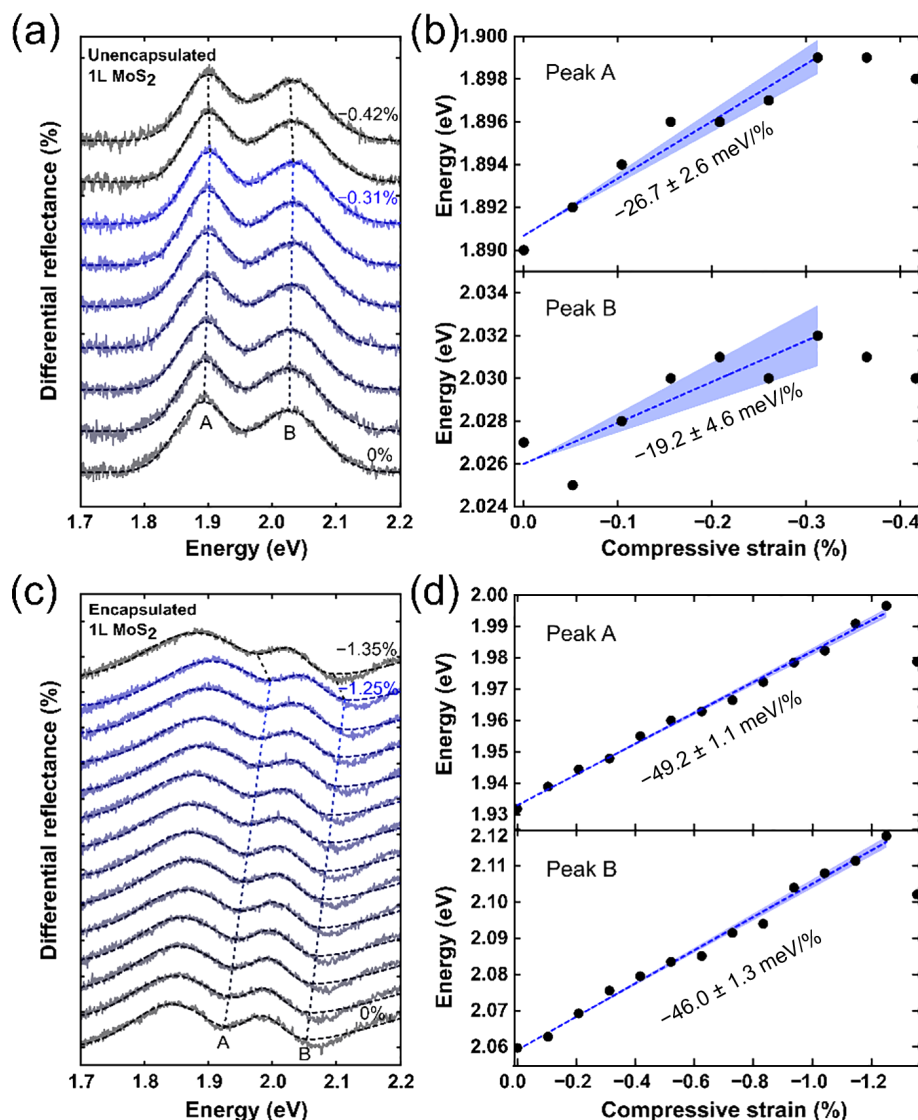 (a)
Unencapsulated
1L MoS₂
−0.42%
−0.31%
A
B
0%
Differential reflectance (%)
1.7
1.8
1.9
2.0
2.1
2.2
Energy (eV)
(b)
1.900
1.898
1.896
1.894
1.892
1.890
Energy (eV)
Peak A
−26.7 ± 2.6 meV/%
2.034
2.032
2.030
2.028
2.026
2.024
Energy (eV)
Peak B
−19.2 ± 4.6 meV/%
0.0
−0.1
−0.2
−0.3
−0.4
Compressive strain (%)
(c)
Encapsulated
1L MoS₂
−1.35%
−1.25%
0%
A
B
Differential reflectance (%)
1.7
1.8
1.9
2.0
2.1
2.2
Energy (eV)
(d)
2.00
1.99
1.98
1.96
1.95
1.94
1.93
Energy (eV)
Peak A
−49.2 ± 1.1 meV/%
2.12
2.11
2.10
2.09
2.08
2.07
2.06
Energy (eV)
Peak B
−46.0 ± 1.3 meV/%
0.0
−0.2
−0.4
−0.6
−0.8
−1.0
−1.2
Compressive strain (%)